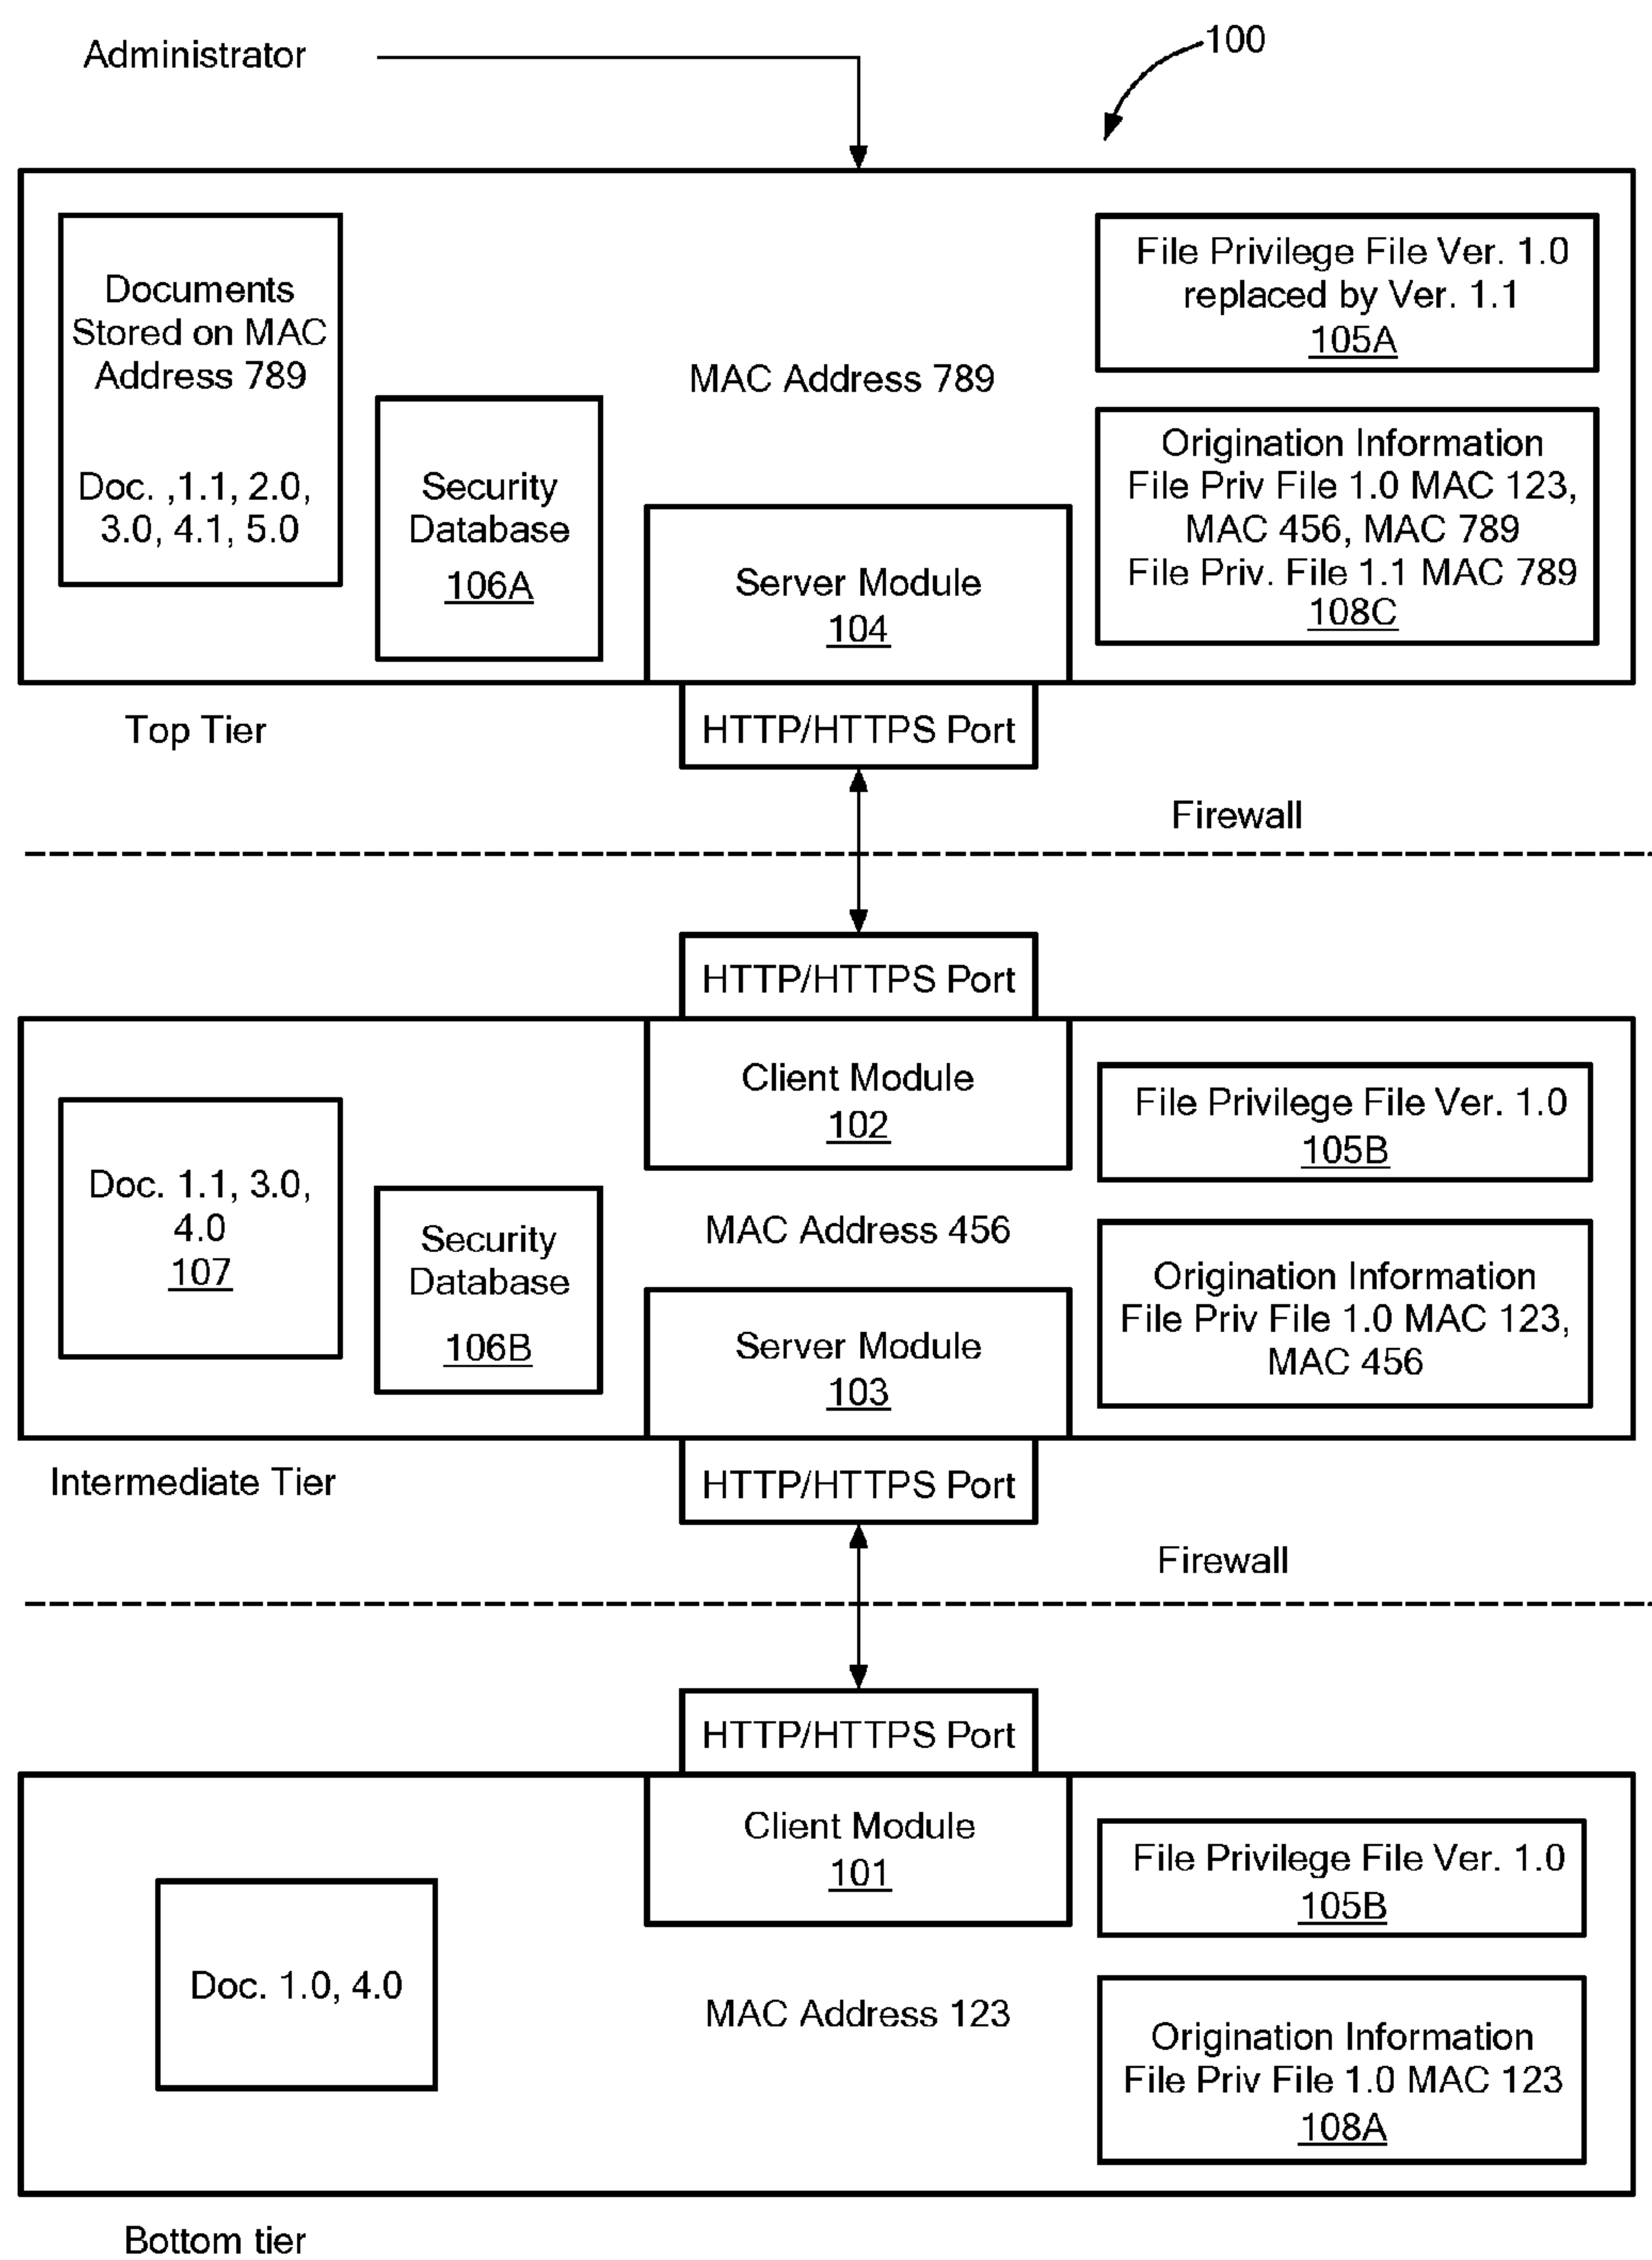 Administrator
100
Documents
Stored on MAC
Address 789
Doc. ,1.1, 2.0,
3.0, 4.1, 5.0
Security
Database
106A
MAC Address 789
Server Module
104
File Privilege File Ver. 1.0
replaced by Ver. 1.1
105A
Origination Information
File Priv File 1.0 MAC 123,
MAC 456, MAC 789
File Priv. File 1.1 MAC 789
108C
Top Tier
HTTP/HTTPS Port
Firewall
HTTP/HTTPS Port
Client Module
102
Doc. 1.1, 3.0,
4.0
107
Security
Database
106B
MAC Address 456
Server Module
103
File Privilege File Ver. 1.0
105B
Origination Information
File Priv File 1.0 MAC 123,
MAC 456
Intermediate Tier
HTTP/HTTPS Port
Firewall
HTTP/HTTPS Port
Client Module
101
Doc. 1.0, 4.0
MAC Address 123
File Privilege File Ver. 1.0
105B
Origination Information
File Priv File 1.0 MAC 123
108A
Bottom tier